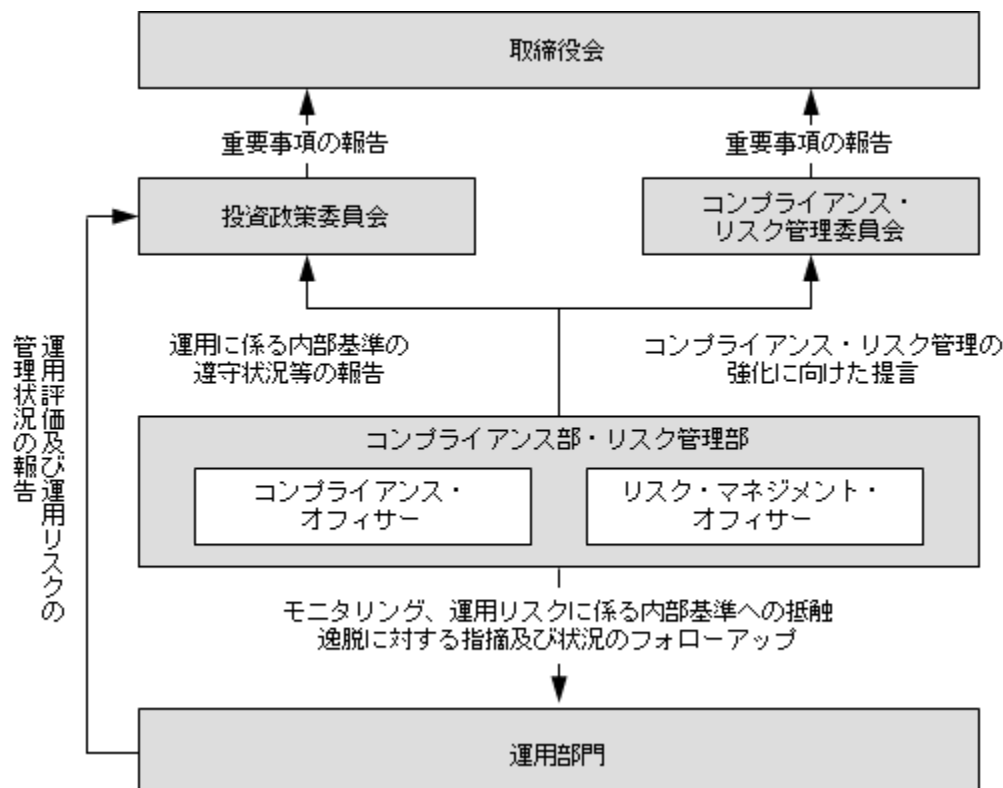 取締役会
重要事項の報告
重要事項の報告
投資政策委員会
コンプライアンス・
リスク管理委員会
運用に係る内部基準の
遵守状況等の報告
コンプライアンス・リスク管理の
強化に向けた提言
運用評価及び運用リスクの
管理状況の報告
コンプライアンス部・リスク管理部
コンプライアンス・
オフィサー
リスク・マネジメント・
オフィサー
モニタリング、運用リスクに係る内部基準への抵触
逸脱に対する指摘及び状況のフォローアップ
運用部門